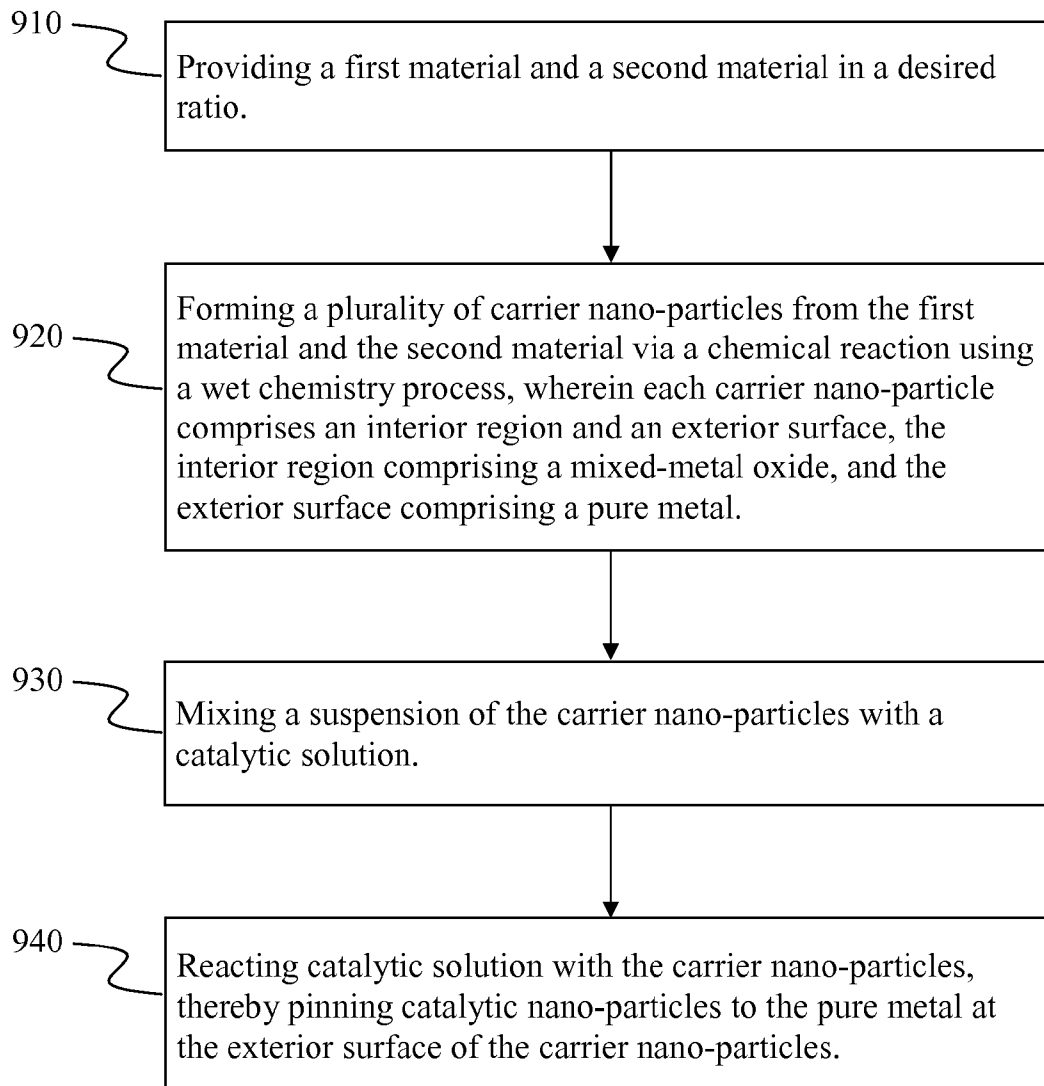 910
Providing a first material and a second material in a desired
ratio.
920
Forming a plurality of carrier nano-particles from the first
material and the second material via a chemical reaction using
a wet chemistry process, wherein each carrier nano-particle
comprises an interior region and an exterior surface, the
interior region comprising a mixed-metal oxide, and the
exterior surface comprising a pure metal.
930
Mixing a suspension of the carrier nano-particles with a
catalytic solution.
940
Reacting catalytic solution with the carrier nano-particles,
thereby pinning catalytic nano-particles to the pure metal at
the exterior surface of the carrier nano-particles.